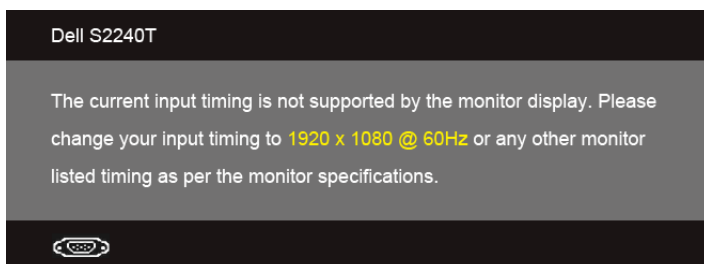 Dell S2240T
The current input timing is not supported by the monitor display. Please
change your input timing to 1920 x 1080 @ 60Hz or any other monitor
listed timing as per the monitor specifications.